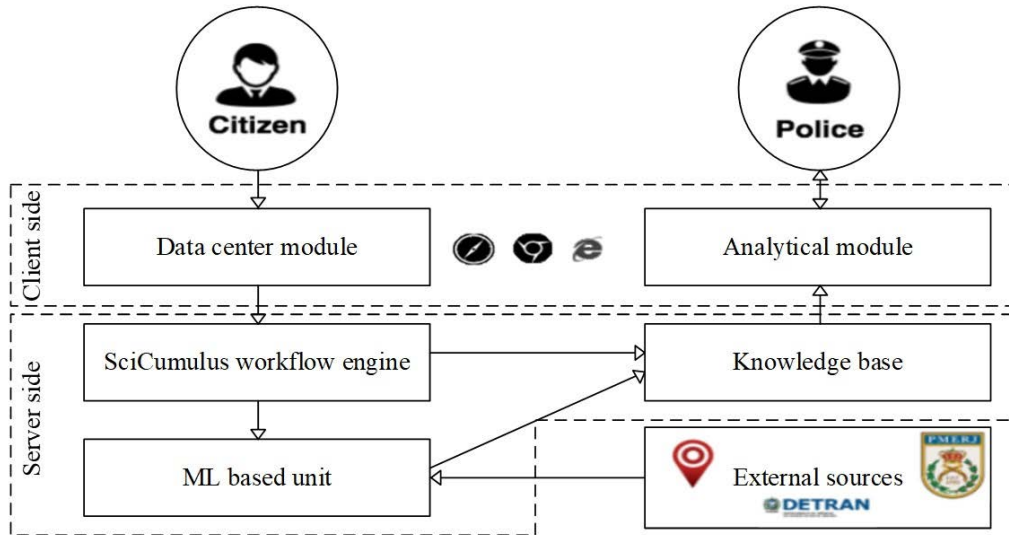 Citizen
Police
Client side
Data center module
Analytical module
Server side
SciCumulus workflow engine
Knowledge base
ML based unit
External sources
PMERJ
DETRAN